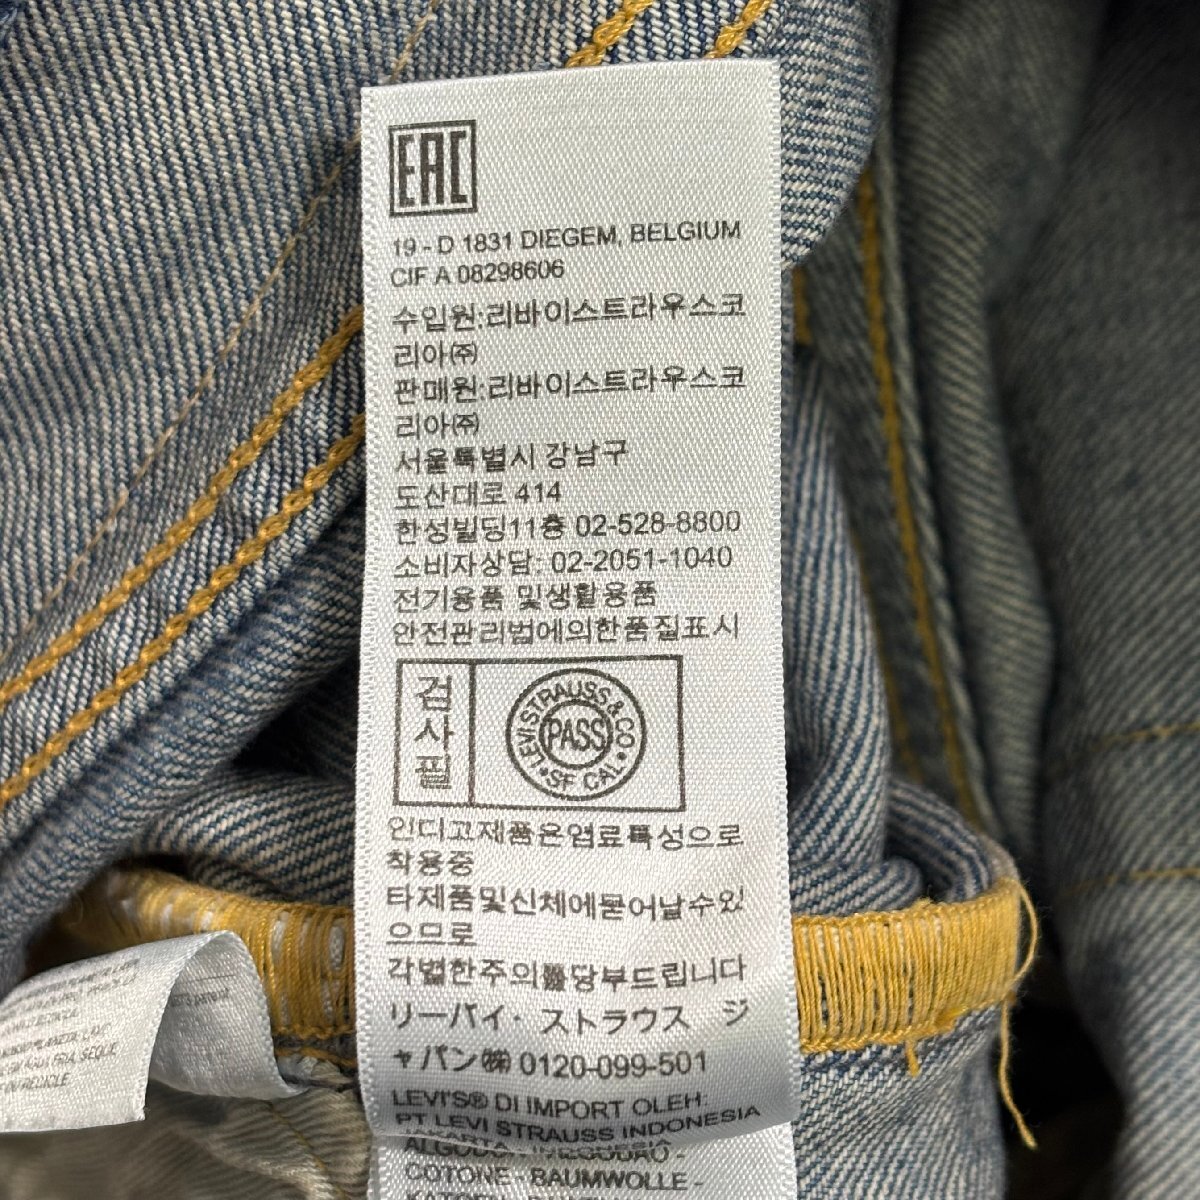 EAC
19 - D 1831 DIEGEM, BELGIUM
CIF A 08298606
수입원:리바이스트라우스코
리아㈜
판매원:리바이스트라우스코
리아㈜
서울특별시 강남구
도산대로 414
한성빌딩11층 02-528-8800
소비자상담: 02-2051-1040
전기용품 및생활용품
안전관리법에의한품질표시
검사필
LEVI STRAUSS & CO.
PASS
SF CAL
인디고제품은염료특성으로
착용중
타제품및신체에묻어날수있
으므로
각별한주의를당부드립니다
リーバイ・ストラウス ジ
ャパン㈱ 0120-099-501
LEVI'S® DI IMPORT OLEH:
PT LEVI STRAUSS INDONESIA
COTONE - BAUMWOLLE -
FRIA, SEQUE
RECICLE